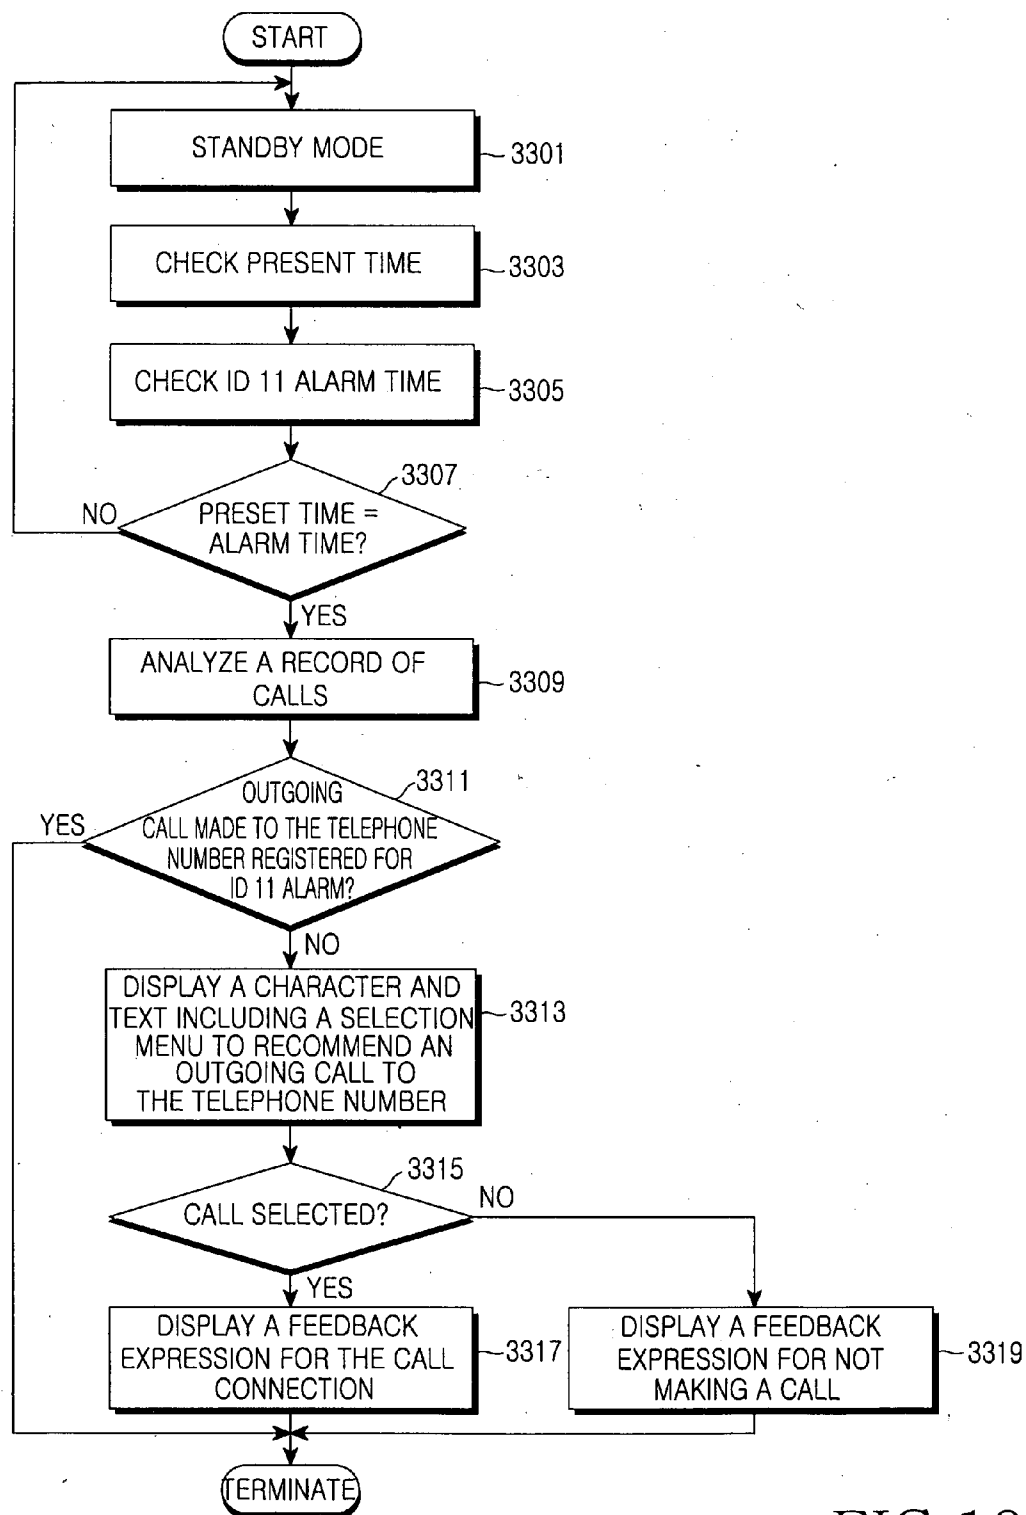 START
STANDBY MODE
3301
CHECK PRESENT TIME
3303
CHECK ID 11 ALARM TIME
3305
3307
NO
PRESET TIME =
ALARM TIME?
YES
ANALYZE A RECORD OF
CALLS
3309
3311
YES
OUTGOING
CALL MADE TO THE TELEPHONE
NUMBER REGISTERED FOR
ID 11 ALARM?
NO
DISPLAY A CHARACTER AND
TEXT INCLUDING A SELECTION
MENU TO RECOMMEND AN
OUTGOING CALL TO
THE TELEPHONE NUMBER
3313
3315
CALL SELECTED?
NO
YES
DISPLAY A FEEDBACK
EXPRESSION FOR THE CALL
CONNECTION
3317
DISPLAY A FEEDBACK
EXPRESSION FOR NOT
MAKING A CALL
3319
TERMINATE